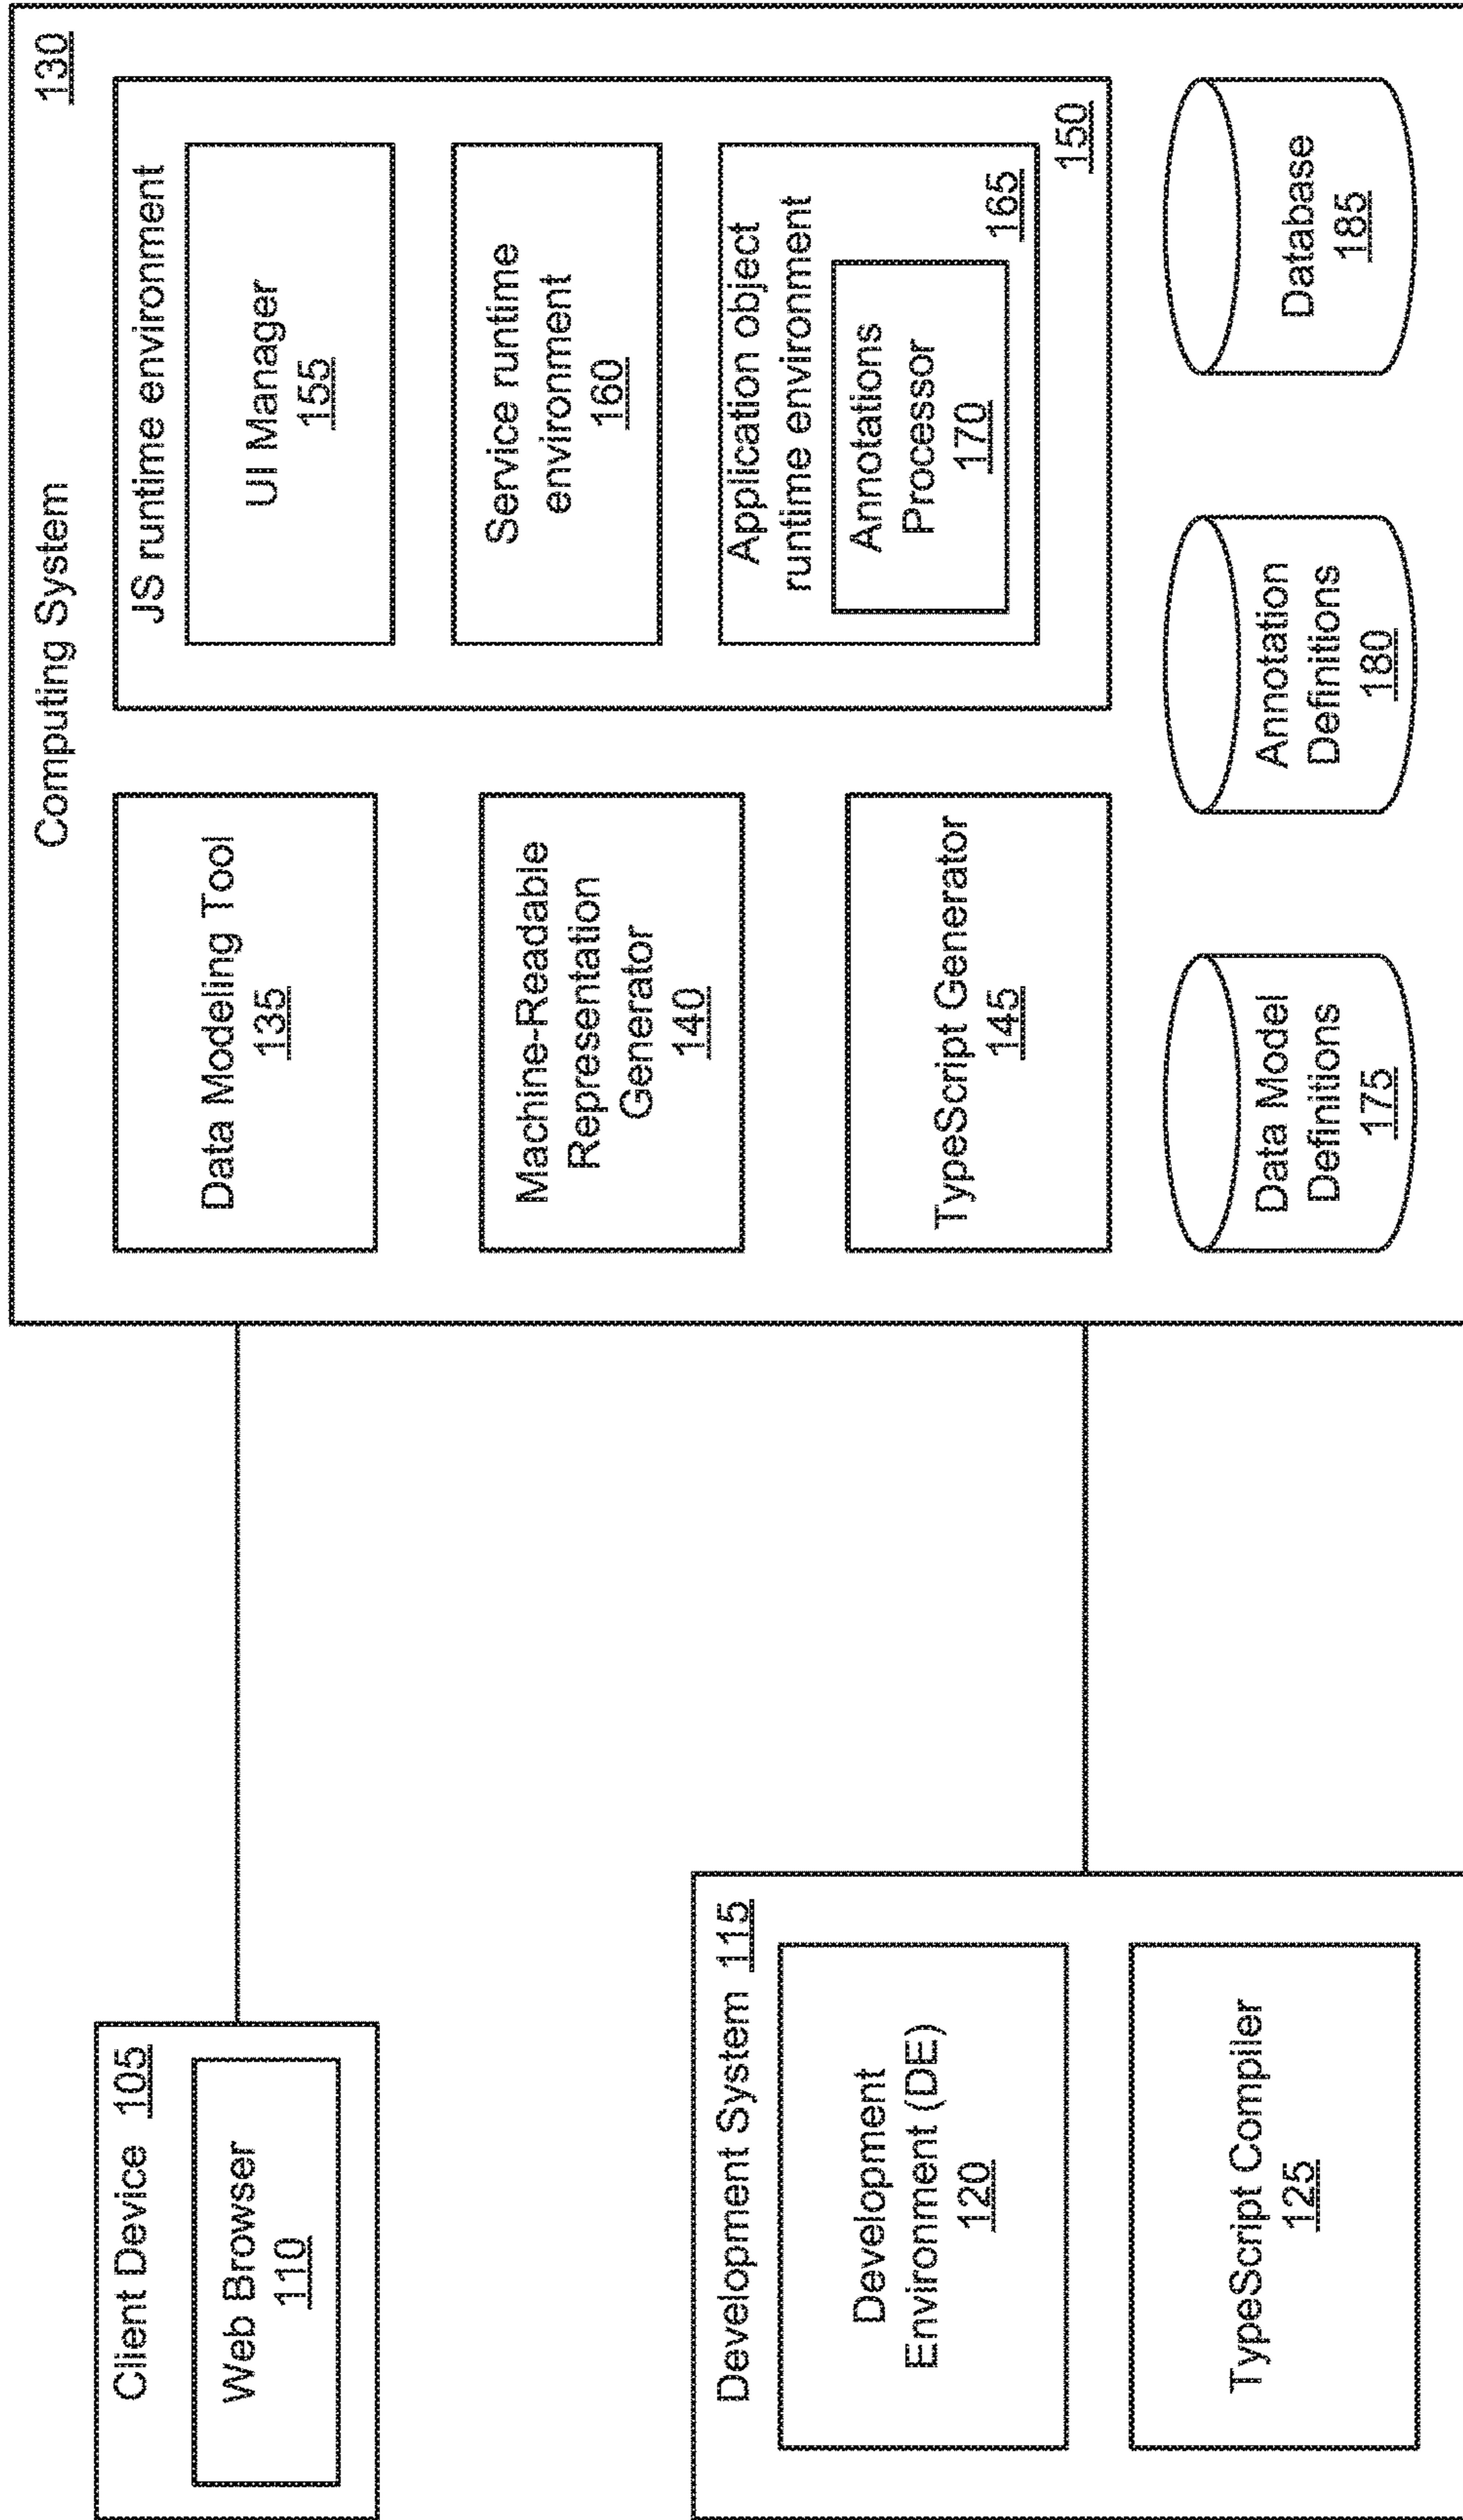 Client Device 105
Web Browser
110
Development System 115
Development
Environment (DE)
120
TypeScript Compiler
125
Computing System
130
Data Modeling Tool
135
Machine-Readable
Representation
Generator
140
TypeScript Generator
145
JS runtime environment
UI Manager
155
Service runtime
environment
160
Application object
runtime environment
Annotations
Processor
170
165
150
Data Model
Definitions
175
Annotation
Definitions
180
Database
185